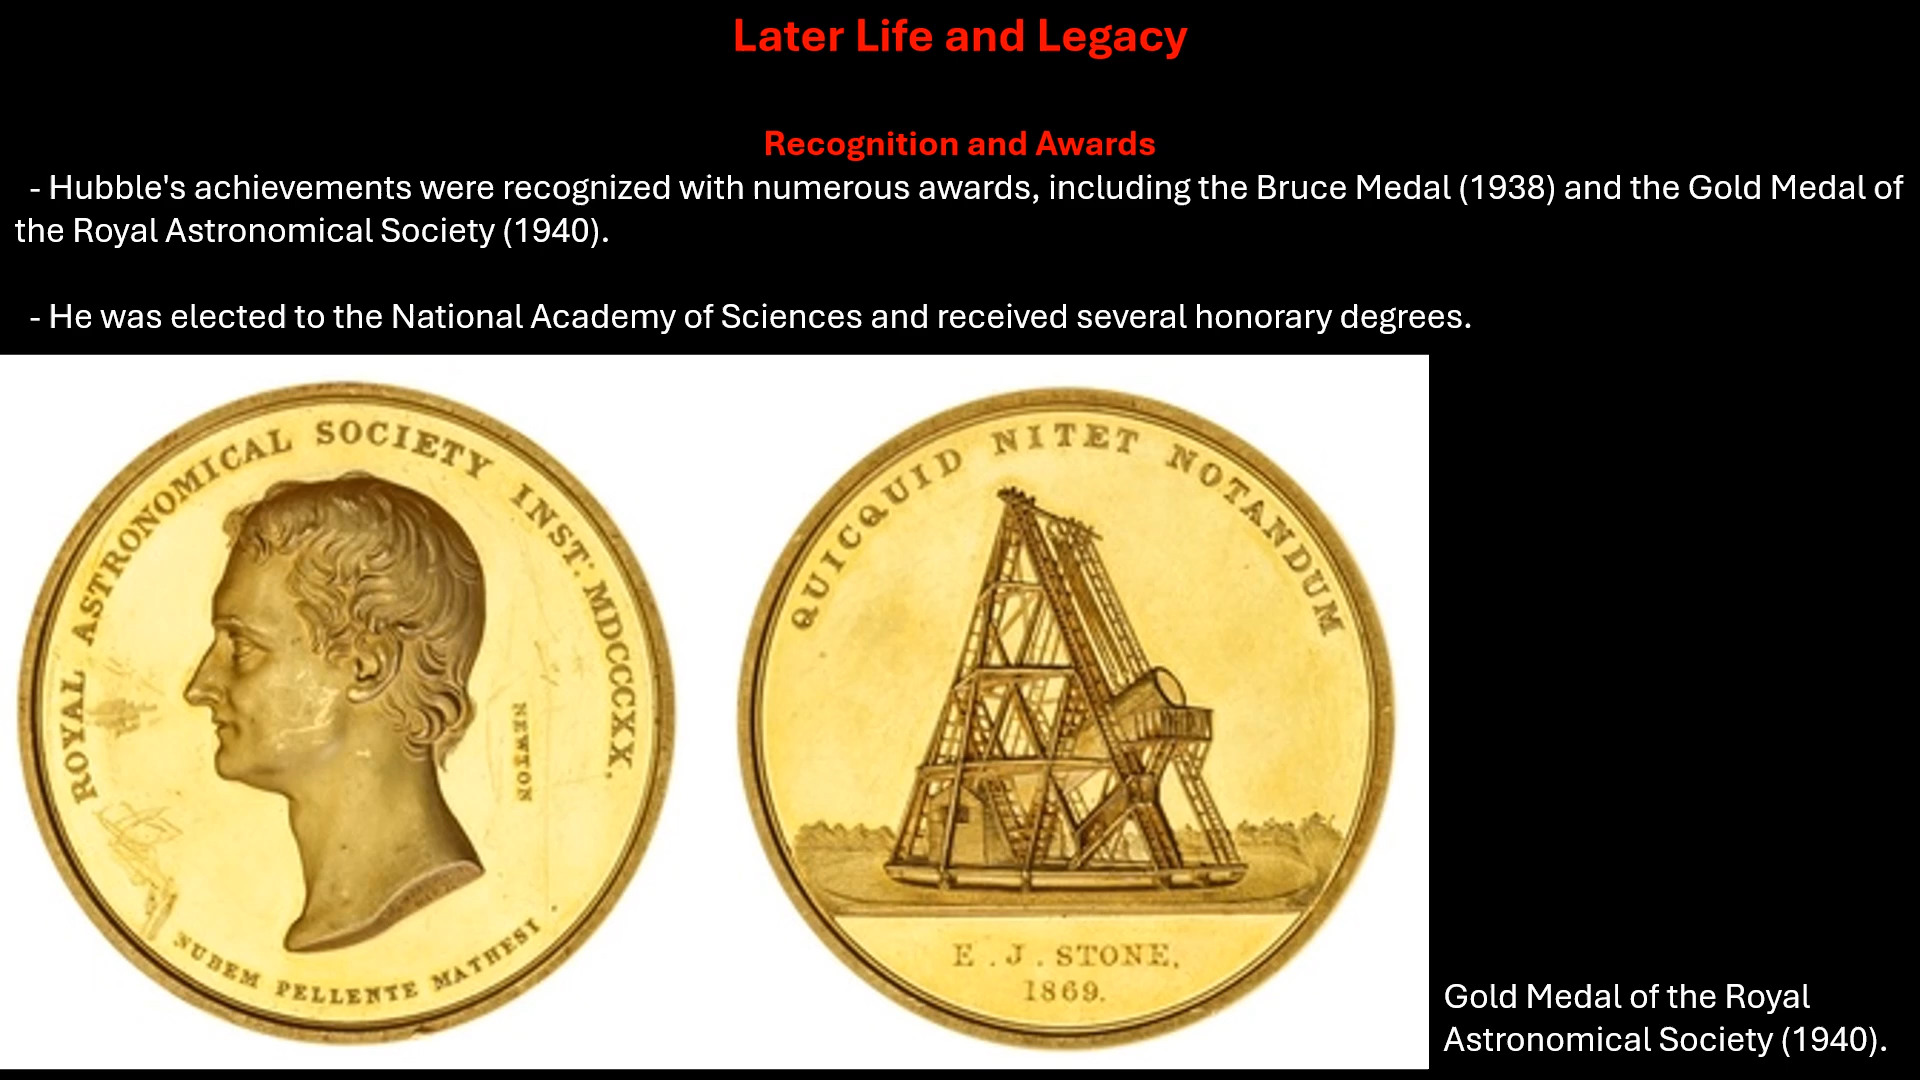 Later Life and Legacy
Recognition and Awards
- Hubble's achievements were recognized with numerous awards, including the Bruce Medal (1938) and the Gold Medal of
the Royal Astronomical Society (1940).
- He was elected to the National Academy of Sciences and received several honorary degrees.
ROYAL ASTRONOMICAL SOCIETY INST: MDCCCXX.
NEWTON
NUBEM PELLENTE MATHESI
QUICQUID NITET NOTANDUM
E . J . STONE,
1869.
Gold Medal of the Royal
Astronomical Society (1940).